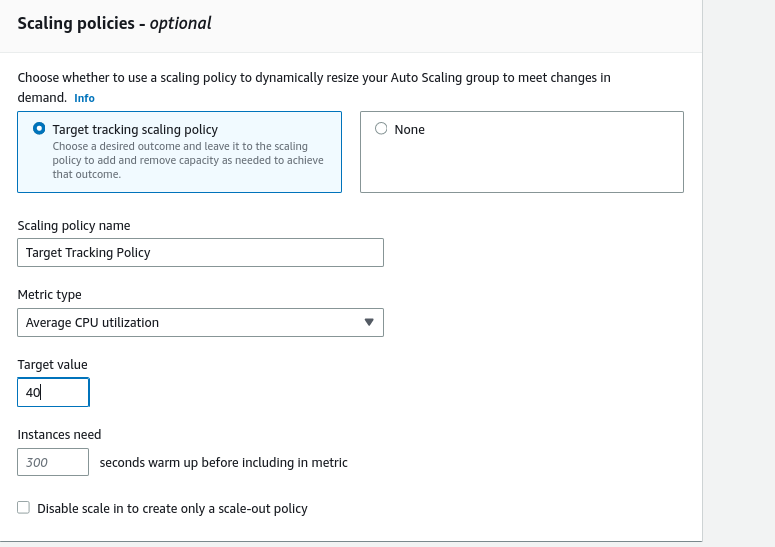 Scaling policies - optional
Choose whether to use a scaling policy to dynamically resize your Auto Scaling group to meet changes in
demand. Info
Target tracking scaling policy
Choose a desired outcome and leave it to the scaling
policy to add and remove capacity as needed to achieve
that outcome.
None
Scaling policy name
Target Tracking Policy
Metric type
Average CPU utilization
Target value
40
Instances need
300 seconds warm up before including in metric
Disable scale in to create only a scale-out policy